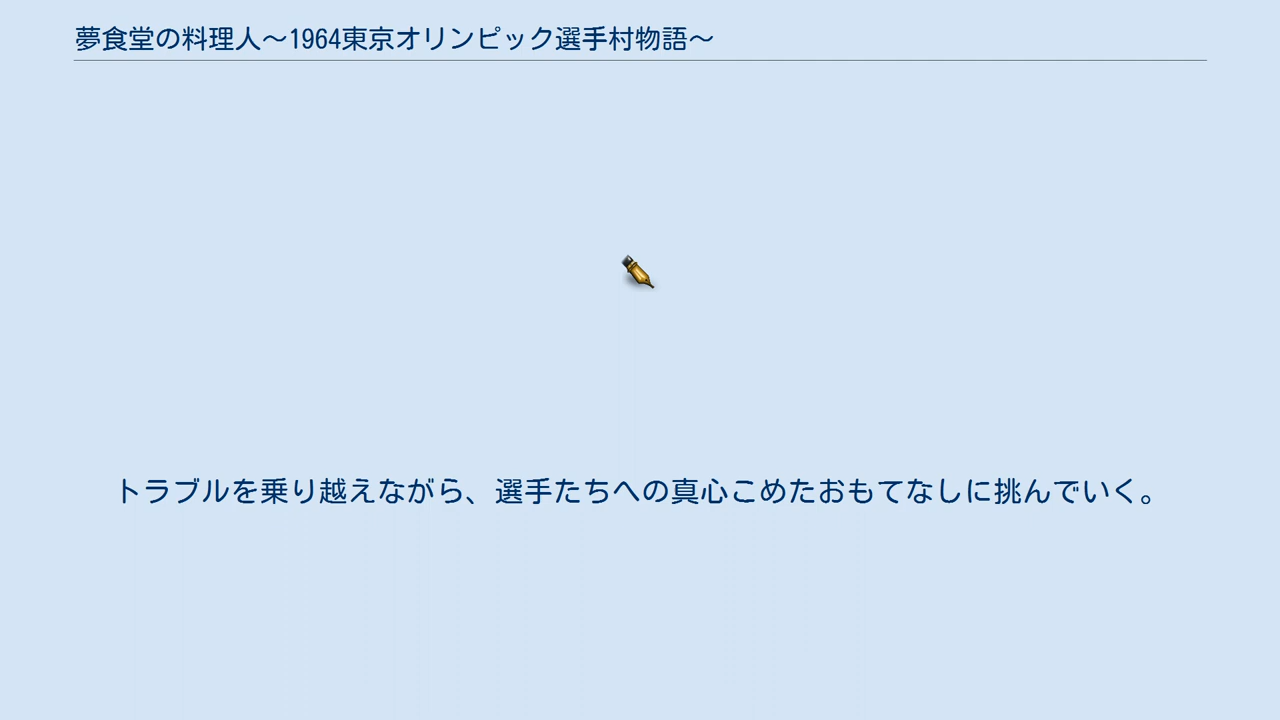 夢食堂の料理人〜1964東京オリンピック選手村物語〜
トラブルを乗り越えながら、選手たちへの真心こめたおもてなしに挑んでいく。